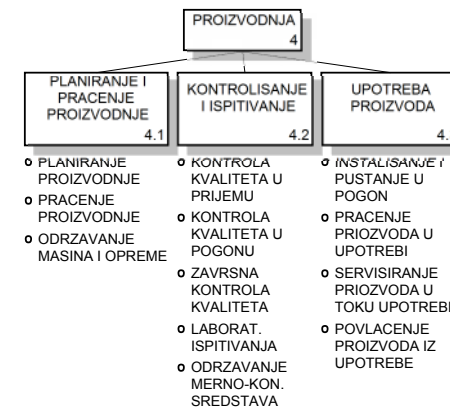 PROIZVODNJA
4
PLANIRANJE I
PRACENJE
PROIZVODNJE
4.1
KONTROLISANJE
I ISPITIVANJE
4.2
UPOTREBA
PROIZVODA
4.
o PLANIRANJE
PROIZVODNJE
o PRACENJE
PROIZVODNJE
o ODRZAVANJE
MASINA I OPREME
o KONTROLA
KVALITETA U
PRIJEMU
o KONTROLA
KVALITETA U
POGONU
o ZAVRSNA
KONTROLA
KVALITETA
o LABORAT.
ISPITIVANJA
o ODRZAVANJE
MERNO-KON.
SREDSTAVA
o INSTALISANJE I
PUSTANJE U
POGON
o PRACENJE
PRIOZVODA U
UPOTREBI
o SERVISIRANJE
PRIOZVODA U
TOKU UPOTREBE
o POVLACENJE
PROIZVODA IZ
UPOTREBE